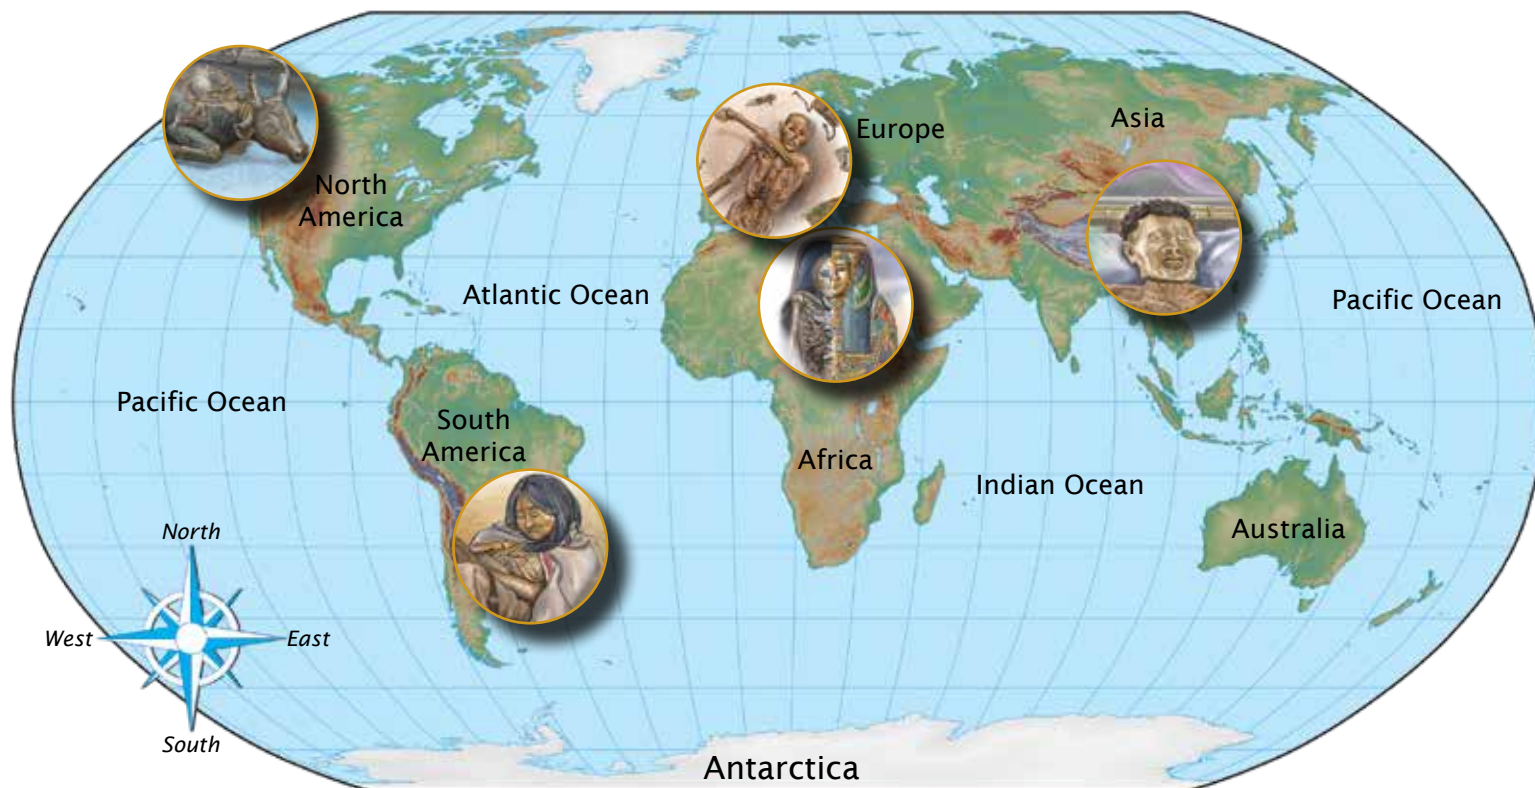 Asia
Europe
North
America
Atlantic Ocean
Pacific Ocean
Pacific Ocean
South
America
Africa
Indian Ocean
Australia
North
West
East
South
Antarctica